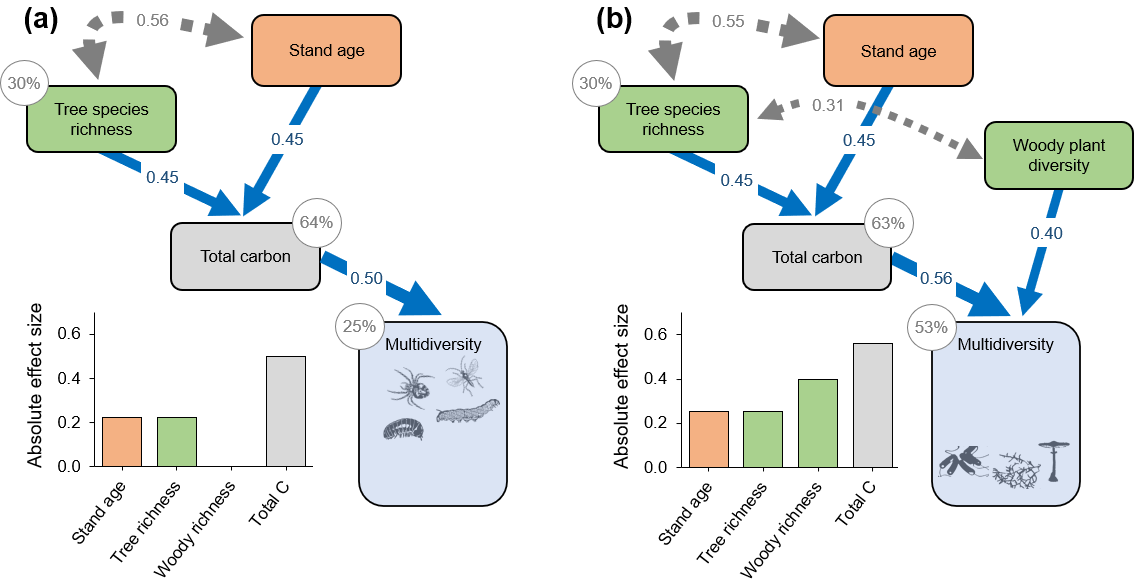 (a)
0.56
Stand age
30%
Tree species
richness
0.45
0.45
64%
Total carbon
0.50
25%
Multidiversity
Absolute effect size
0.6
0.4
0.2
0.0
Stand age
Tree richness
Woody richness
Total C
(b)
0.55
Stand age
30%
Tree species
richness
0.31
Woody plant
diversity
0.45
0.45
63%
0.40
Total carbon
0.56
53%
Multidiversity
Absolute effect size
0.6
0.4
0.2
0.0
Stand age
Tree richness
Woody richness
Total C